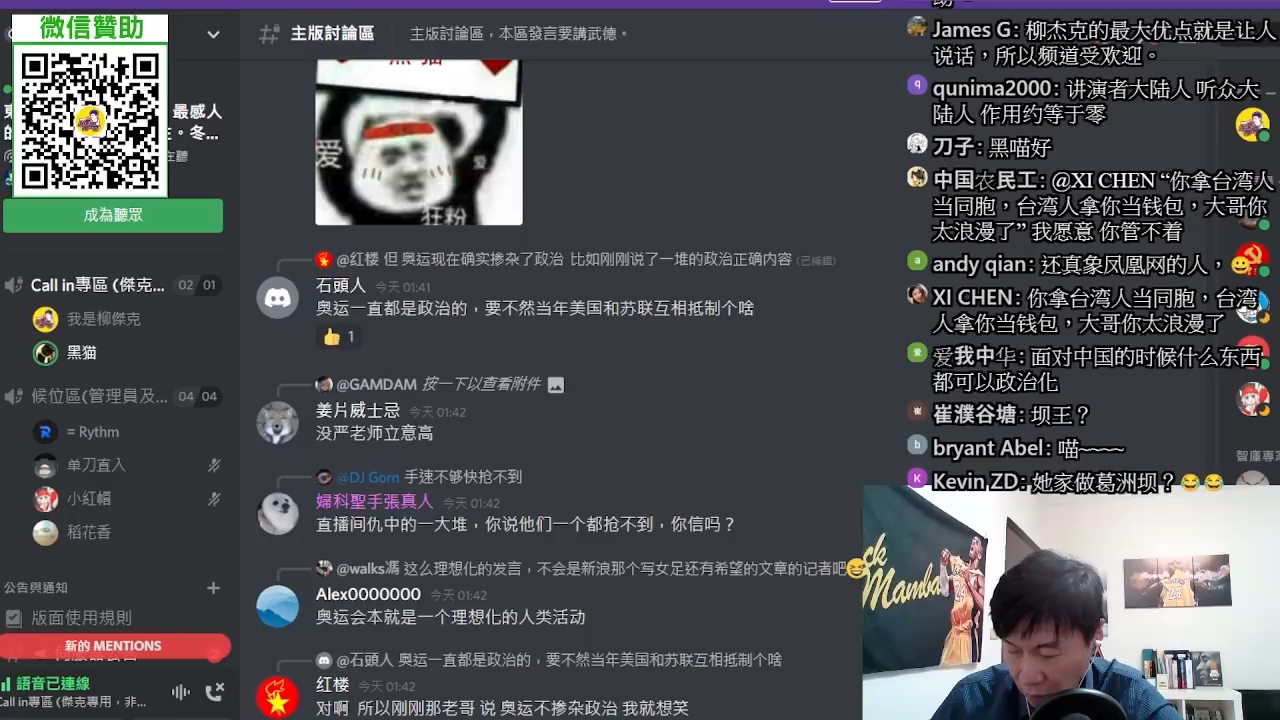 微信贊助
最感人
。冬...
在聽
成為聽眾
Call in專區 (傑克...
02 01
我是柳傑克
黑猫
候位區(管理員及...
04 04
= Rythm
单刀直入
小紅帽
稻花香
公告與通知
版面使用規則
新的 MENTIONS
語音已連線
Call in專區 (傑克專用，非...
主版討論區
主版討論區，本區發言要講武德。
爱
爱
狂粉
@红楼 但 奥运现在确实掺杂了政治 比如刚刚说了一堆的政治正确内容 (已編輯)
石頭人 今天 01:41
奥运一直都是政治的，要不然当年美国和苏联互相抵制个啥
👍 1
@GAMDAM 按一下以查看附件
姜片威士忌 今天 01:42
没严老师立意高
@DJ Gorn 手速不够快抢不到
婦科聖手張真人 今天 01:42
直播间仇中的一大堆，你说他们一个都抢不到，你信吗？
@walks馮 这么理想化的发言，不会是新浪那个写女足还有希望的文章的记者吧😆
Alex0000000 今天 01:42
奥运会本就是一个理想化的人类活动
@石頭人 奥运一直都是政治的，要不然当年美国和苏联互相抵制个啥
红楼 今天 01:42
对啊 所以刚刚那老哥 说 奥运不掺杂政治 我就想笑
James G: 柳杰克的最大优点就是让人
说话，所以频道受欢迎。
qunima2000: 讲演者大陆人 听众大
陆人 作用约等于零
刀子: 黑喵好
中国农民工: @XI CHEN “你拿台湾人
当同胞，台湾人拿你当钱包，大哥你
太浪漫了” 我愿意 你管不着
andy qian: 还真象凤凰网的人，
XI CHEN: 你拿台湾人当同胞，台湾
人拿你当钱包，大哥你太浪漫了
爱我中华: 面对中国的时候什么东西
都可以政治化
崔濮谷塘: 坝王？
bryant Abel: 喵~~~~
Kevin ZD: 她家做葛洲坝？😂😂
智庫專
ck
Mamba
24